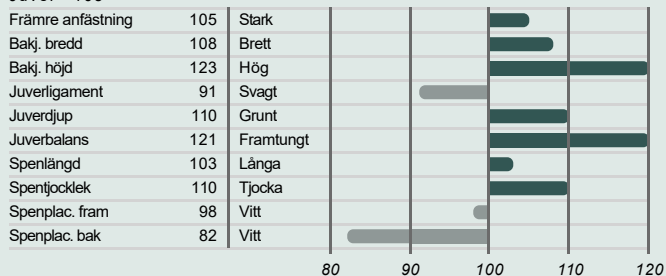 Främre anfästning 105 Stark
Bakj. bredd 108 Brett
Bakj. höjd 123 Hög
Juverligament 91 Svagt
Juverdjup 110 Grunt
Juverbalans 121 Framtungt
Spenlängd 103 Långa
Spentjocklek 110 Tjocka
Spenplac. fram 98 Vitt
Spenplac. bak 82 Vitt
80 90 100 110 120